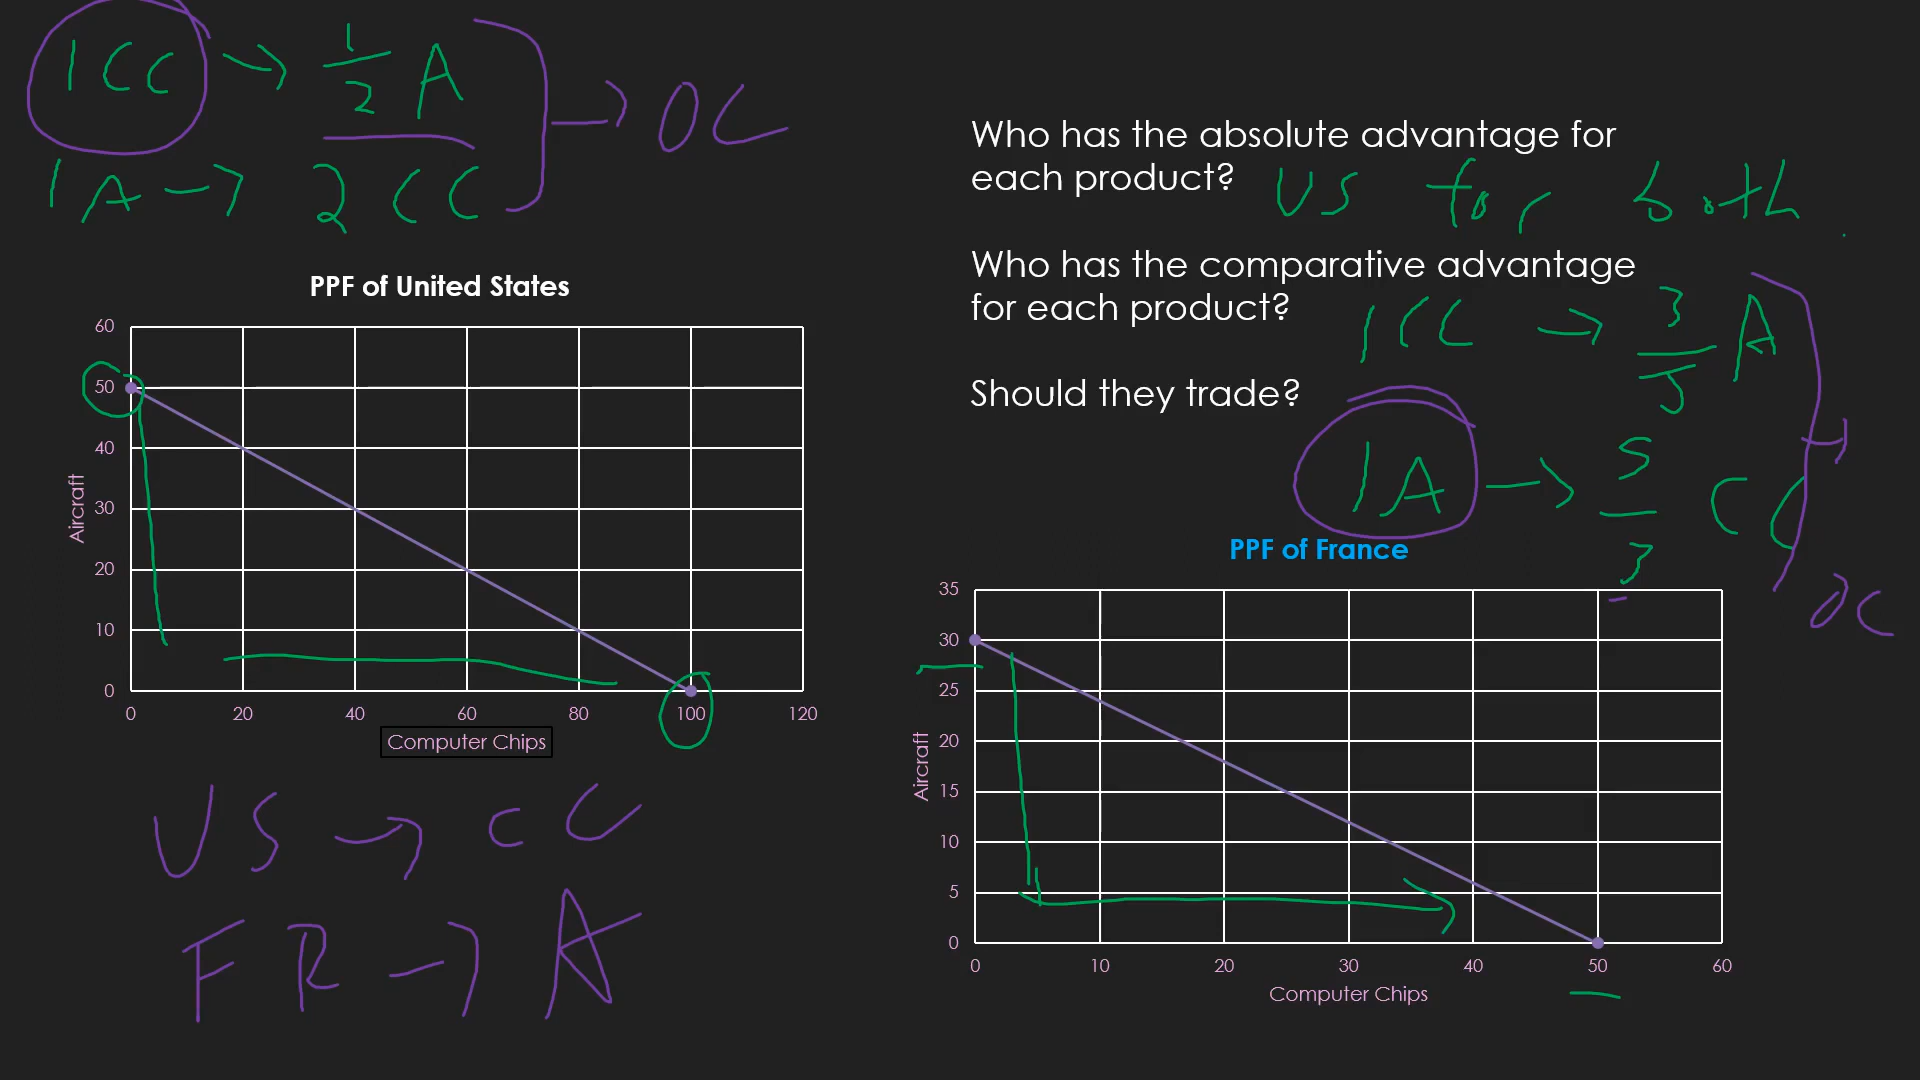 1CC → 1/2 A
1A → 2CC
→ OC
PPF of United States
60
50
40
30
20
10
0
Aircraft
0 20 40 60 80 100 120
Computer Chips
US → CC
FR → A
Who has the absolute advantage for
each product? US for both.
Who has the comparative advantage
for each product?
1CC → 3/5 A
Should they trade?
1A → 5/3 CC
→ OC
PPF of France
35
30
25
20
15
10
5
0
Aircraft
0 10 20 30 40 50 60
Computer Chips